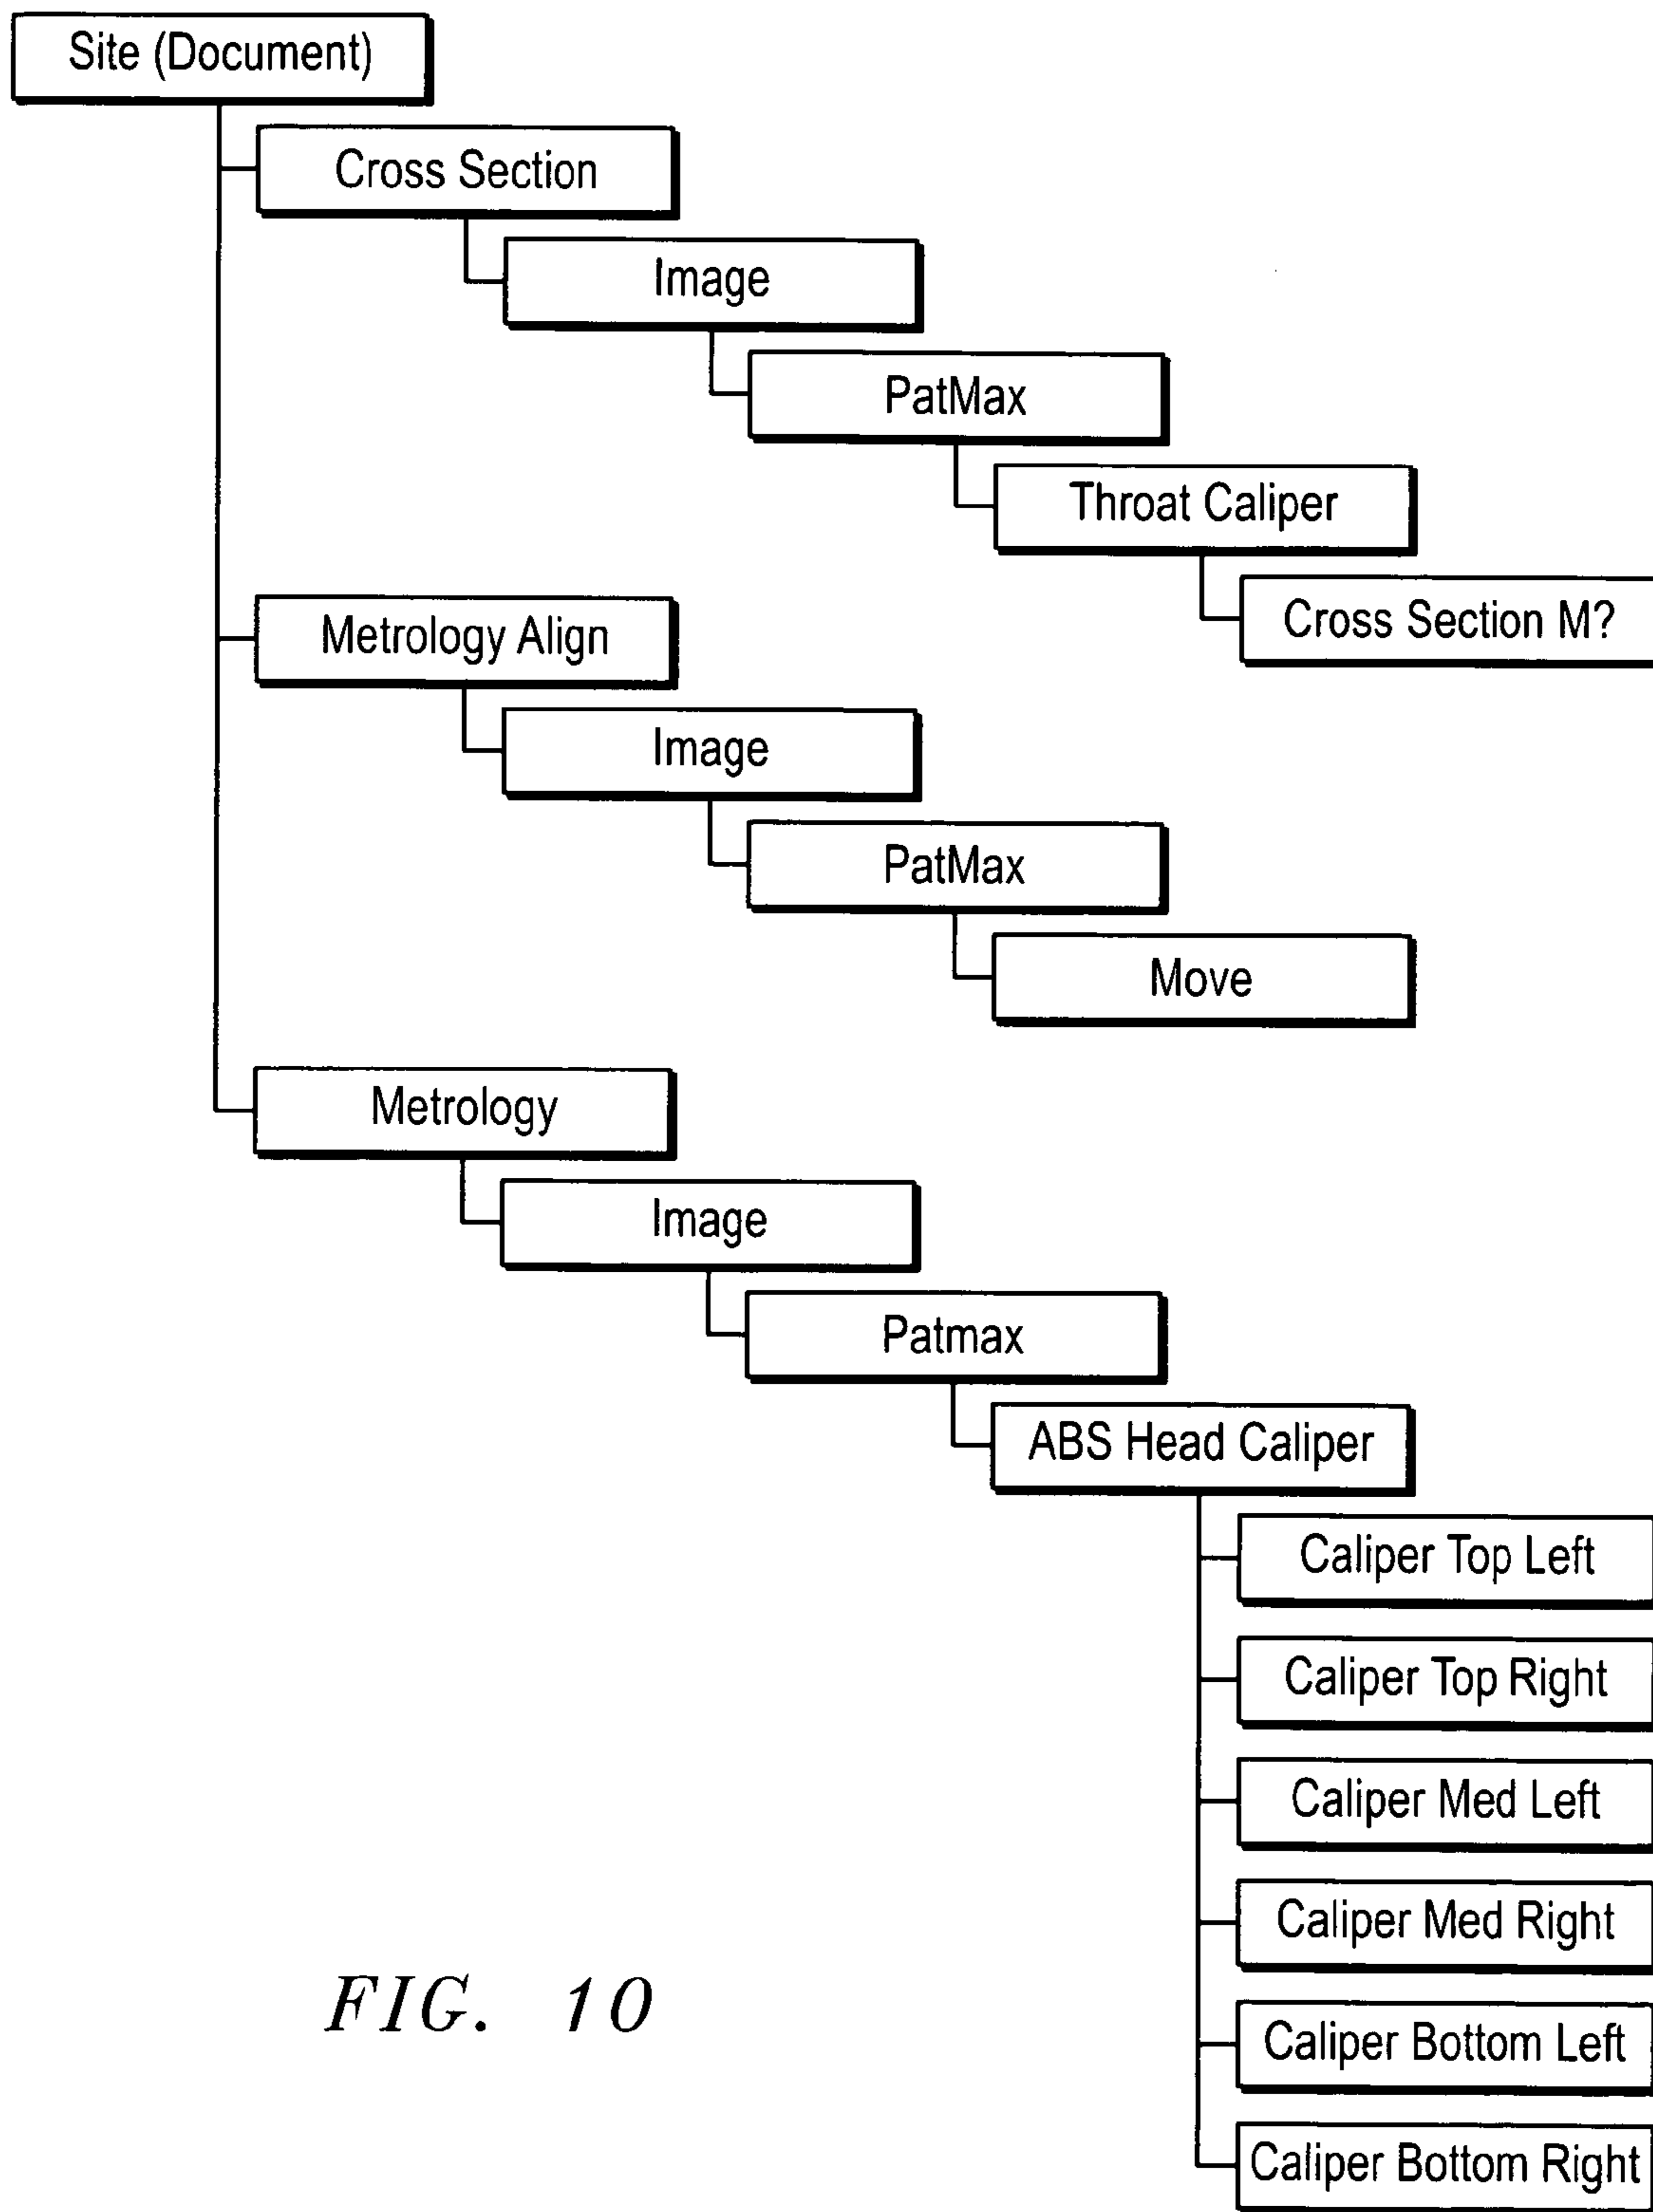 Site (Document)
Cross Section
Image
PatMax
Throat Caliper
Cross Section M?
Metrology Align
Image
PatMax
Move
Metrology
Image
Patmax
ABS Head Caliper
Caliper Top Left
Caliper Top Right
Caliper Med Left
Caliper Med Right
Caliper Bottom Left
Caliper Bottom Right
FIG. 10